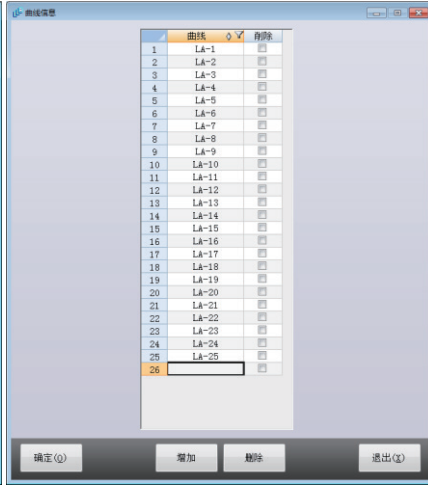 曲线信息
曲线 删除
1 LA-1
2 LA-2
3 LA-3
4 LA-4
5 LA-5
6 LA-6
7 LA-7
8 LA-8
9 LA-9
10 LA-10
11 LA-11
12 LA-12
13 LA-13
14 LA-14
15 LA-15
16 LA-16
17 LA-17
18 LA-18
19 LA-19
20 LA-20
21 LA-21
22 LA-22
23 LA-23
24 LA-24
25 LA-25
26
确定(O) 增加 删除 退出(X)